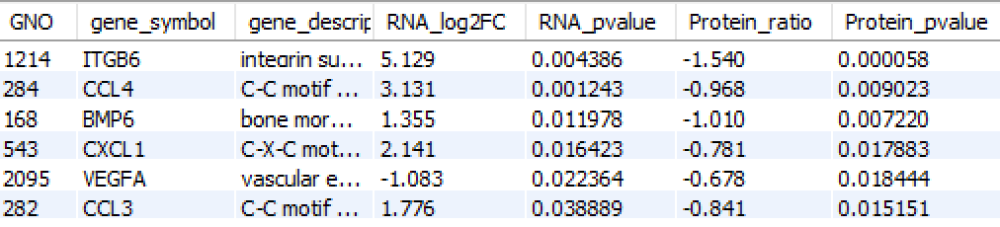 GNO gene_symbol gene_descrip RNA_log2FC RNA_pvalue Protein_ratio Protein_pvalue
1214 ITGB6 integrin su... 5.129 0.004386 -1.540 0.000058
284 CCL4 C-C motif ... 3.131 0.001243 -0.968 0.009023
168 BMP6 bone mor... 1.355 0.011978 -1.010 0.007220
543 CXCL1 C-X-C mot... 2.141 0.016423 -0.781 0.017883
2095 VEGFA vascular e... -1.083 0.022364 -0.678 0.018444
282 CCL3 C-C motif ... 1.776 0.038889 -0.841 0.015151